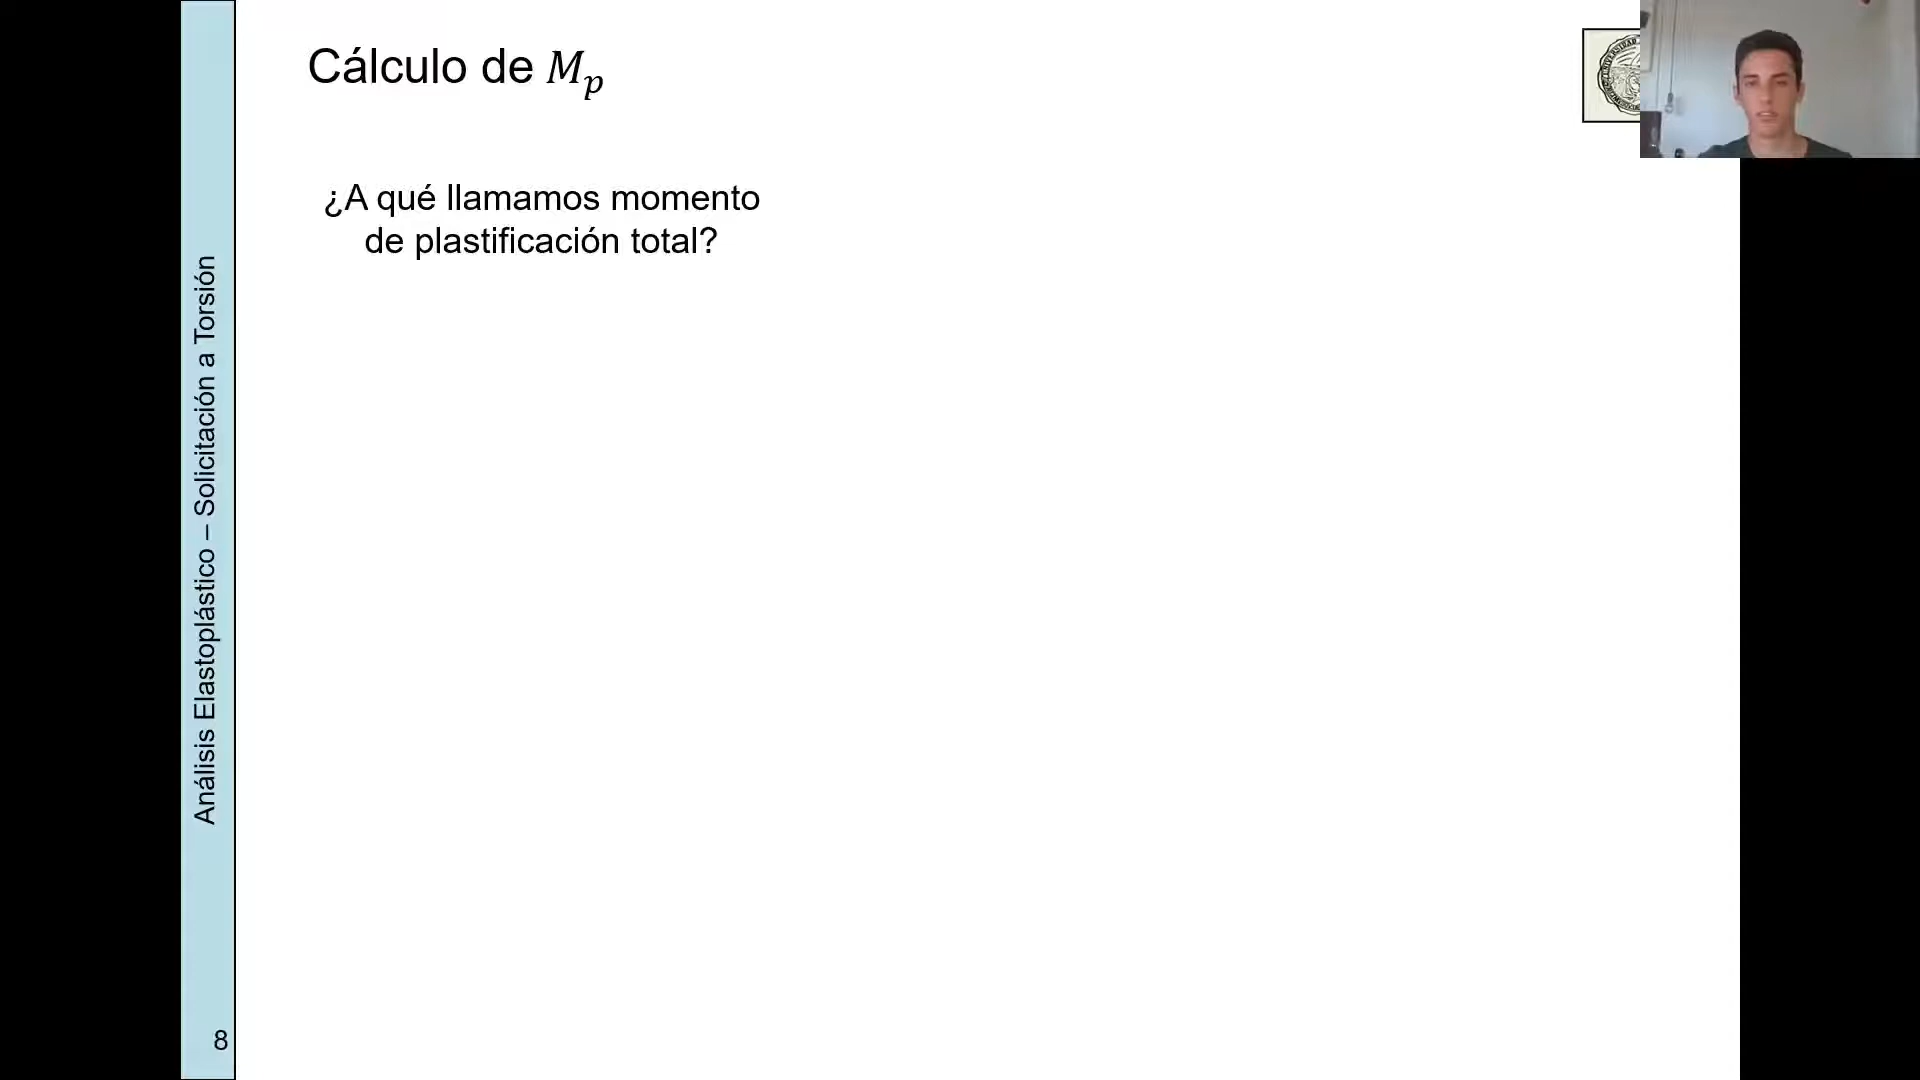 Cálculo de M_p
¿A qué llamamos momento
de plastificación total?
Análisis Elastoplástico – Solicitación a Torsión
8